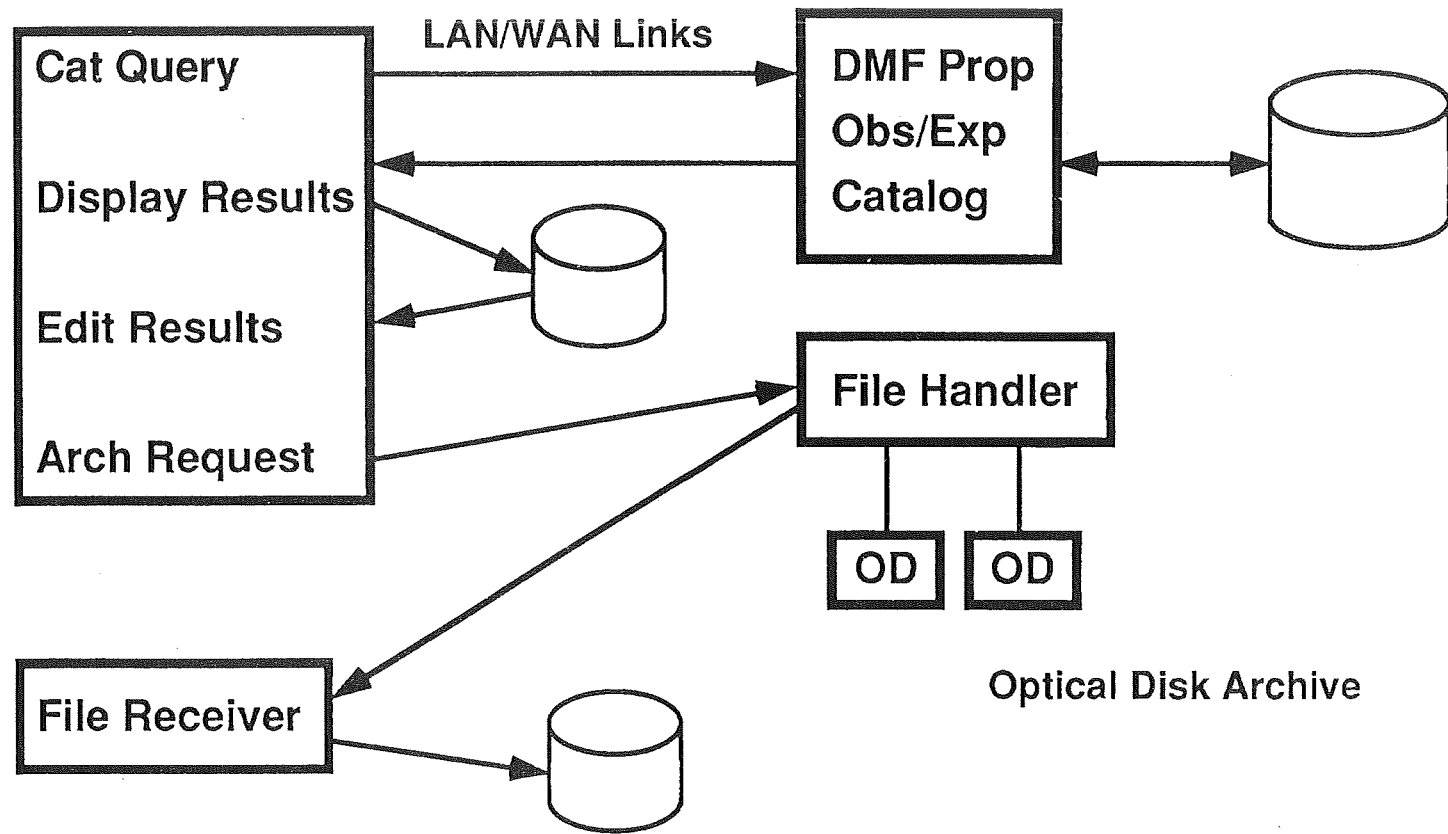 LAN/WAN Links
Cat Query
Display Results
Edit Results
Arch Request
DMF Prop
Obs/Exp
Catalog
File Handler
OD
OD
File Receiver
Optical Disk Archive